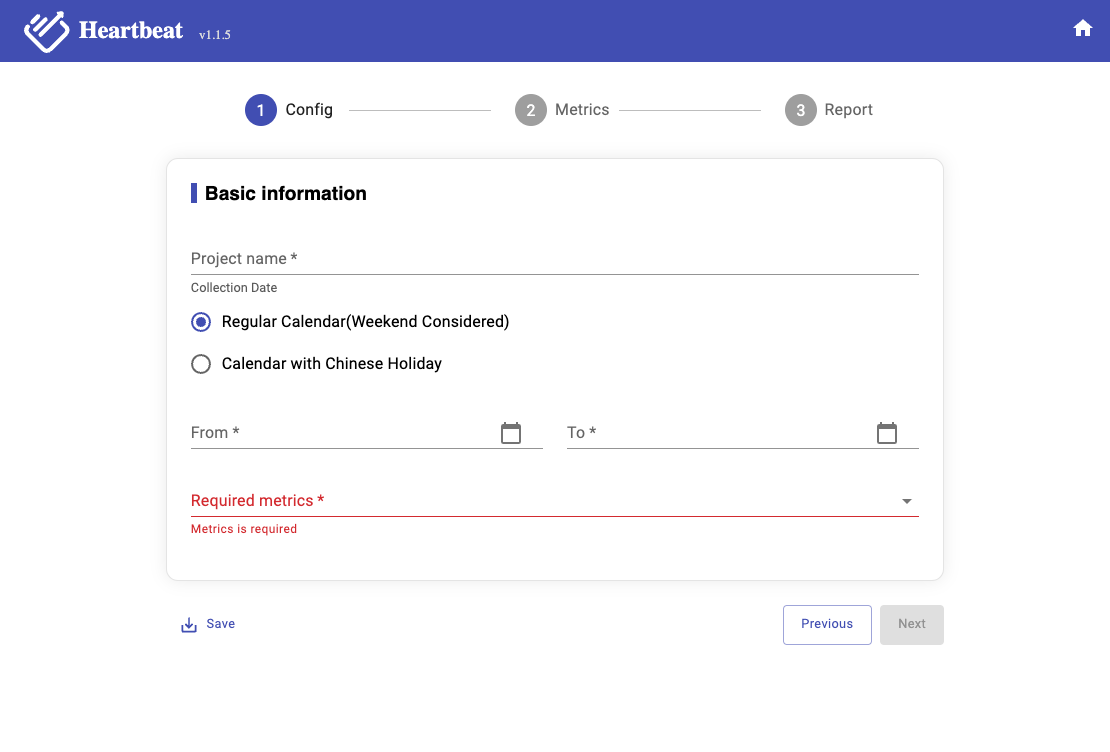 Heartbeat v1.1.5
1 Config 2 Metrics 3 Report
Basic information
Project name *
Collection Date
Regular Calendar(Weekend Considered)
Calendar with Chinese Holiday
From * To *
Required metrics *
Metrics is required
Save Previous Next